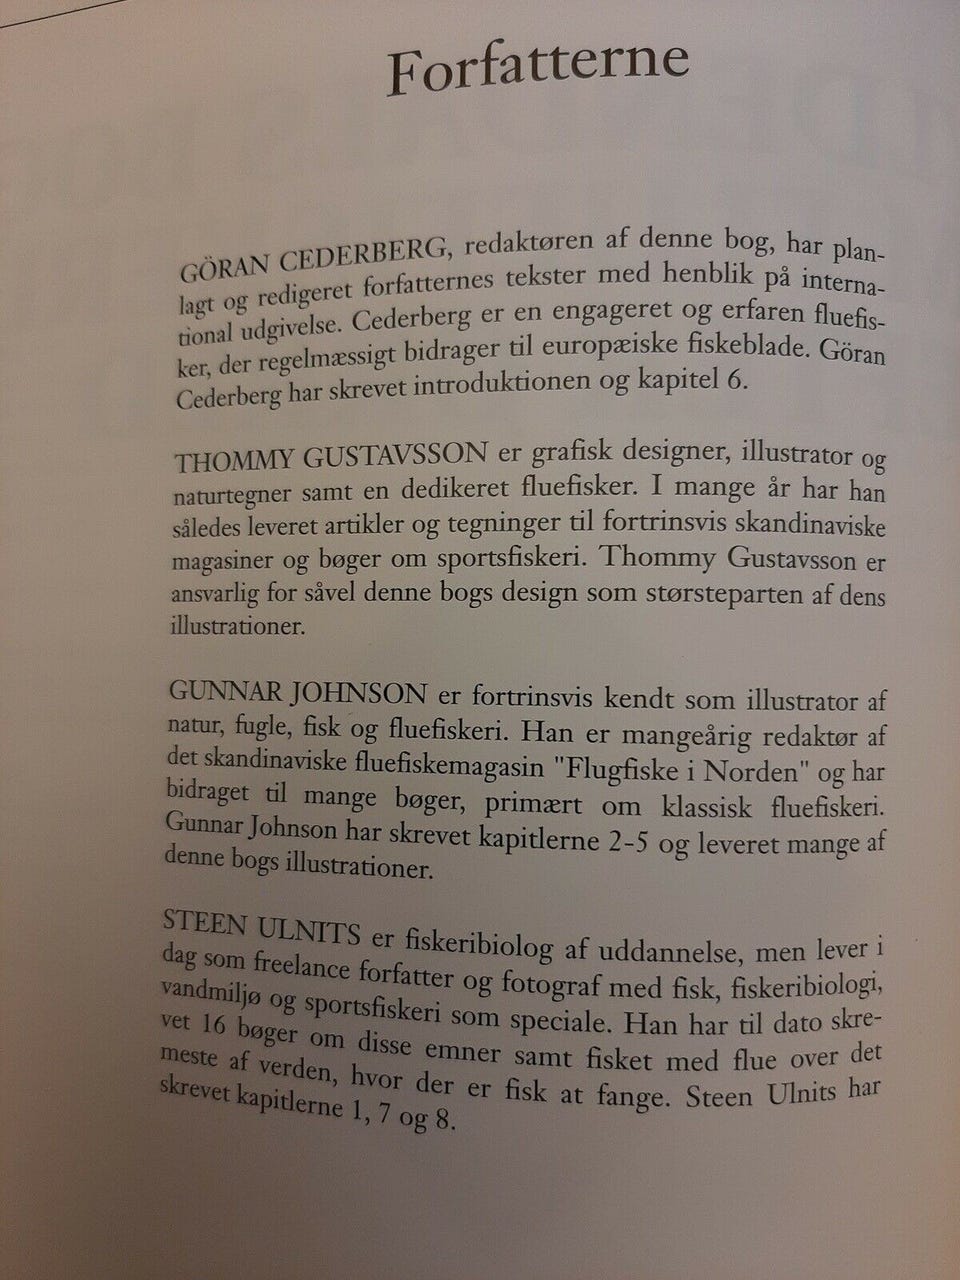 Forfatterne
GÖRAN CEDERBERG, redaktøren af denne bog, har plan-
lagt og redigeret forfatternes tekster med henblik på interna-
tional udgivelse. Cederberg er en engageret og erfaren fluefis-
ker, der regelmæssigt bidrager til europæiske fiskeblade. Göran
Cederberg har skrevet introduktionen og kapitel 6.
THOMMY GUSTAVSSON er grafisk designer, illustrator og
naturtegner samt en dedikeret fluefisker. I mange år har han
således leveret artikler og tegninger til fortrinsvis skandinaviske
magasiner og bøger om sportsfiskeri. Thommy Gustavsson er
ansvarlig for såvel denne bogs design som størsteparten af dens
illustrationer.
GUNNAR JOHNSON er fortrinsvis kendt som illustrator af
natur, fugle, fisk og fluefiskeri. Han er mangeårig redaktør af
det skandinaviske fluefiskemagasin "Flugfiske i Norden" og har
bidraget til mange bøger, primært om klassisk fluefiskeri.
Gunnar Johnson har skrevet kapitlerne 2-5 og leveret mange af
denne bogs illustrationer.
STEEN ULNITS er fiskeribiolog af uddannelse, men lever i
dag som freelance forfatter og fotograf med fisk, fiskeribiologi,
vandmiljø og sportsfiskeri som speciale. Han har til dato skre-
vet 16 bøger om disse emner samt fisket med flue over det
meste af verden, hvor der er fisk at fange. Steen Ulnits har
skrevet kapitlerne 1, 7 og 8.